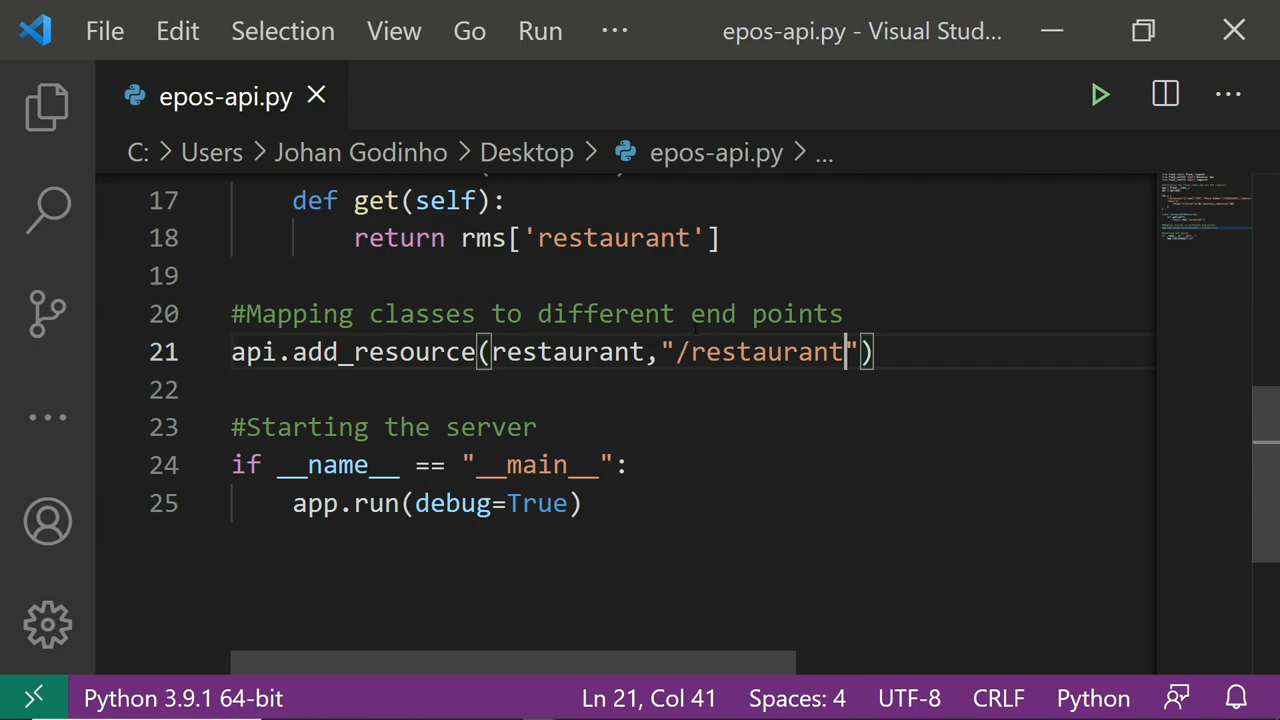 File Edit Selection View Go Run ··· epos-api.py - Visual Stud...
epos-api.py
C: > Users > Johan Godinho > Desktop > epos-api.py > ...
17 def get(self):
18 return rms['restaurant']
19
20 #Mapping classes to different end points
21 api.add_resource(restaurant,"/restaurant")
22
23 #Starting the server
24 if __name__ == "__main__":
25 app.run(debug=True)
Python 3.9.1 64-bit Ln 21, Col 41 Spaces: 4 UTF-8 CRLF Python